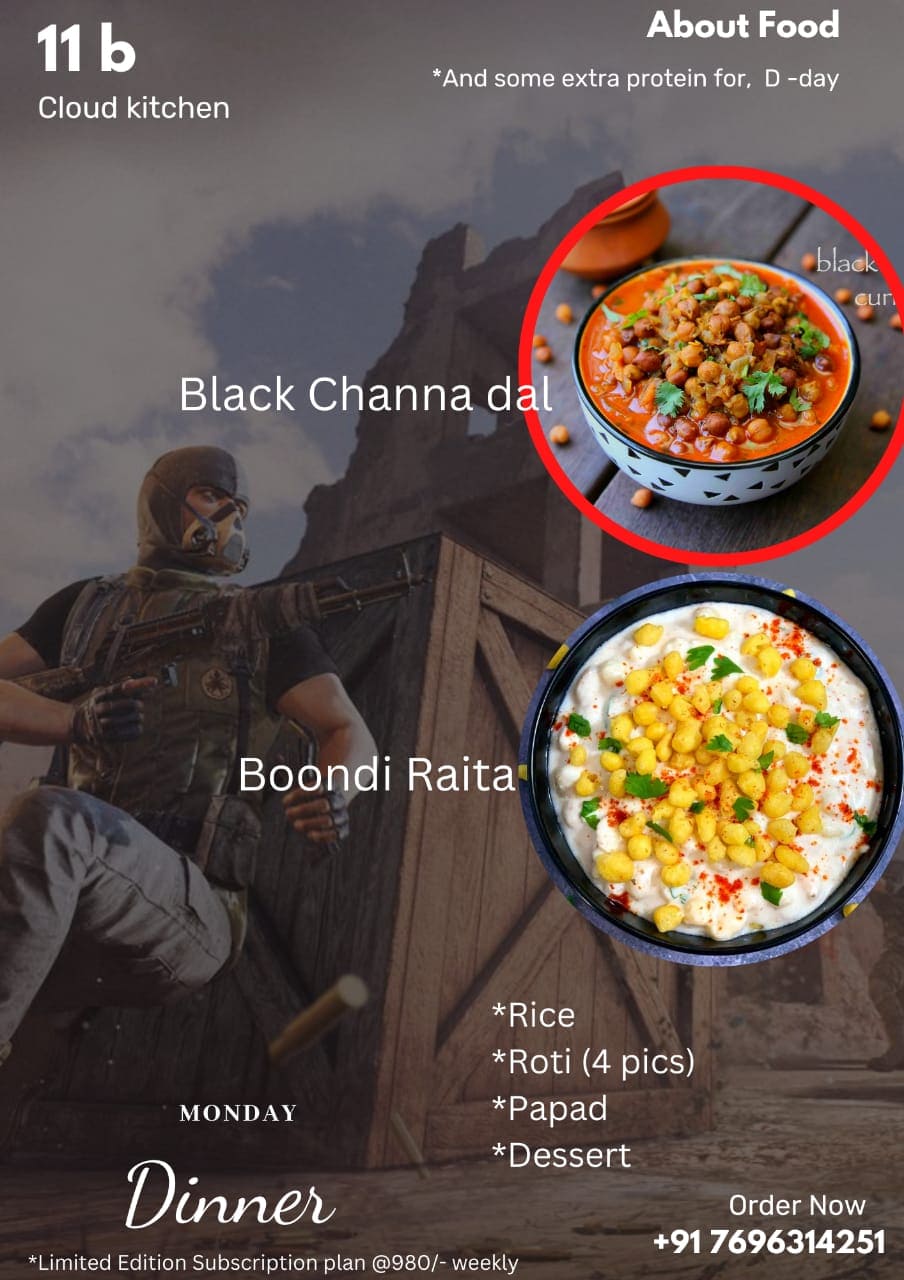 11 b
Cloud kitchen
About Food
*And some extra protein for,  D -day
black
Black Channa dal
Boondi Raita
*Rice
*Roti (4 pics)
*Papad
*Dessert
MONDAY
Dinner
Order Now
+91 7696314251
*Limited Edition Subscription plan @980/- weekly